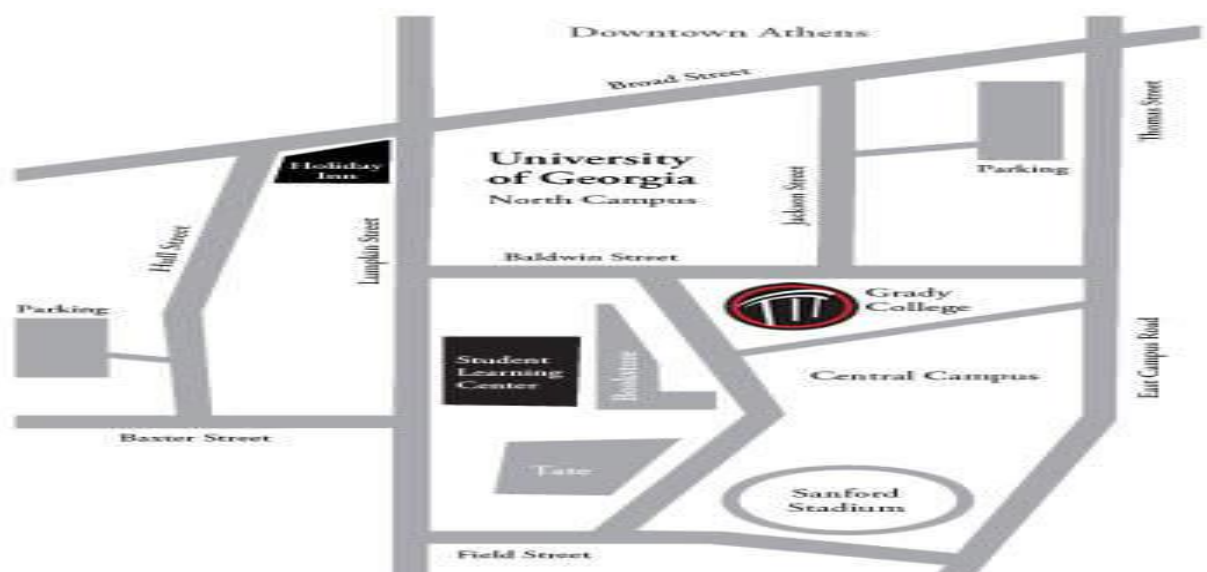 Downtown Athens
Broad Street
Thomas Street
Holiday
Inn
University
of Georgia
North Campus
Parking
Jackson Street
Hull Street
Lumpkin Street
Baldwin Street
Grady
College
Parking
Student
Learning
Center
Bookstore
Central Campus
East Campus Road
Baxter Street
Tate
Sanford
Stadium
Field Street